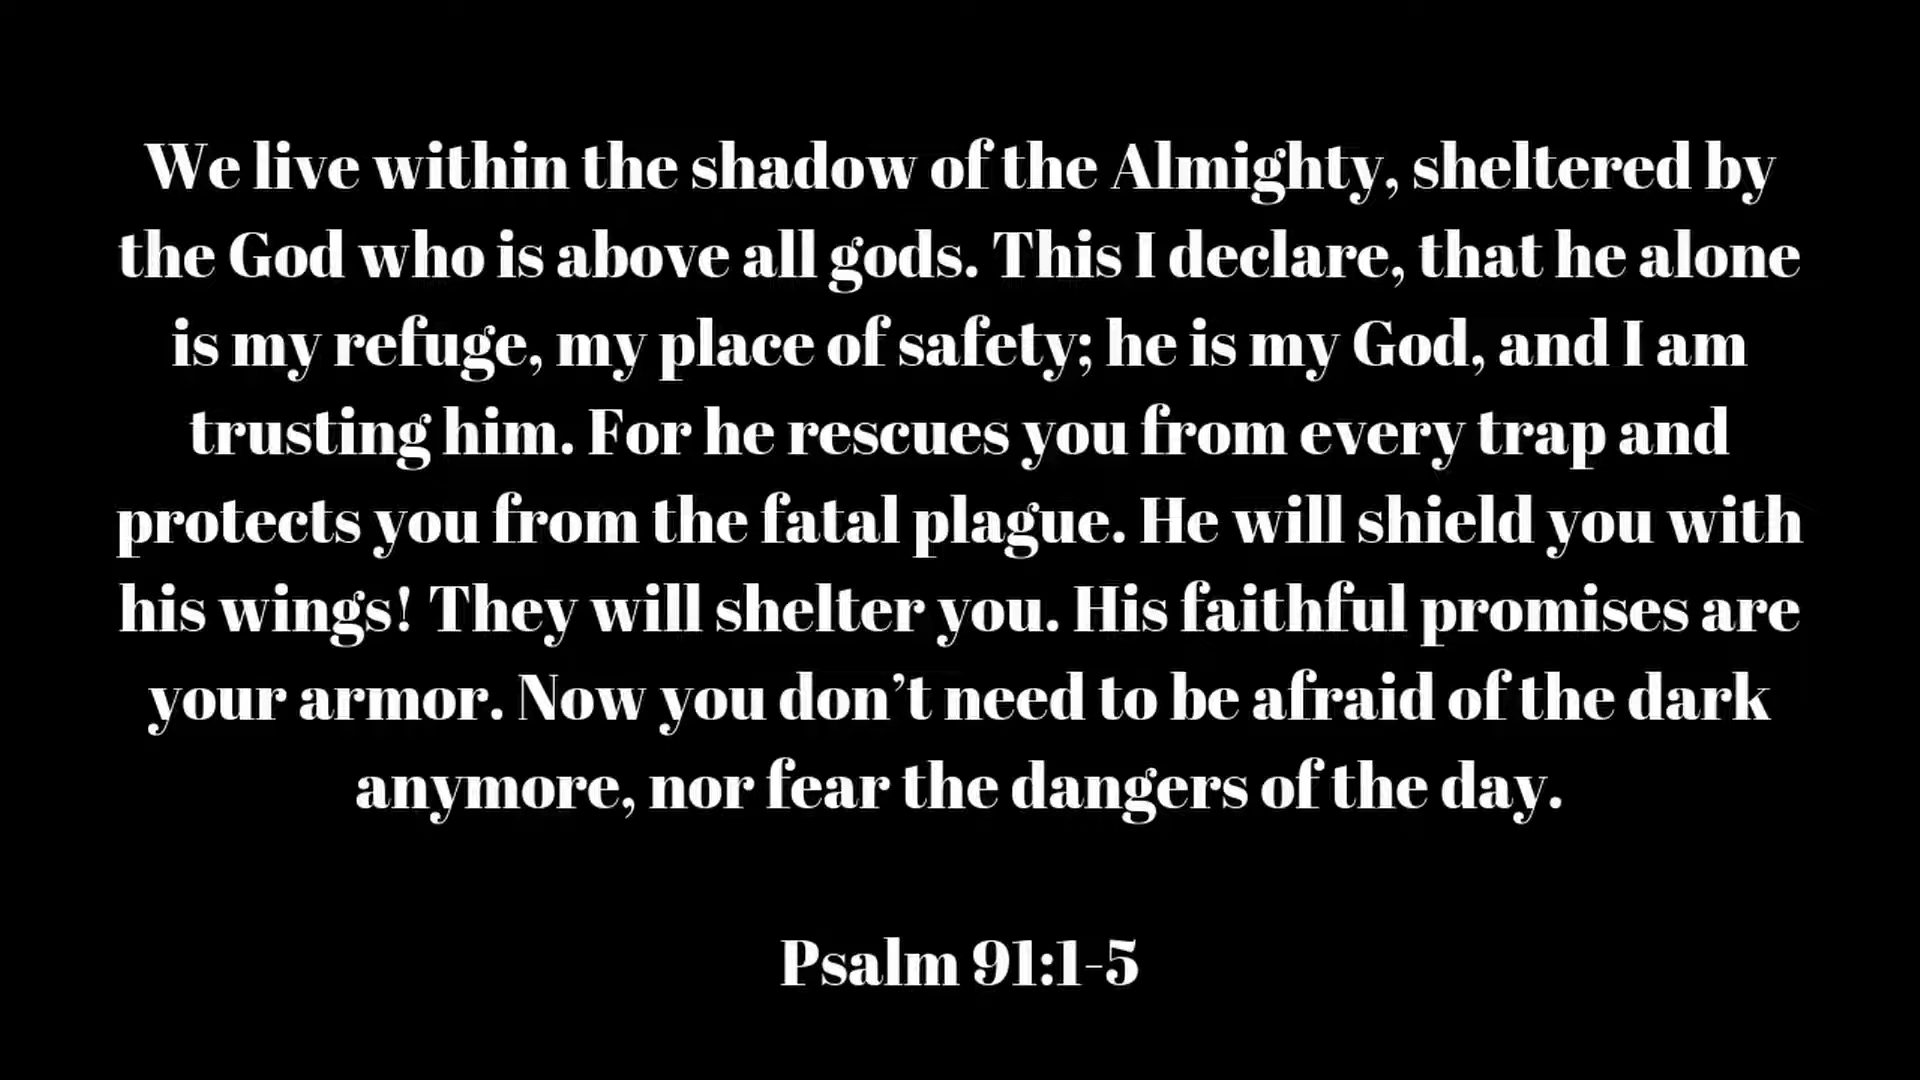 We live within the shadow of the Almighty, sheltered by
the God who is above all gods. This I declare, that he alone
is my refuge, my place of safety; he is my God, and I am
trusting him. For he rescues you from every trap and
protects you from the fatal plague. He will shield you with
his wings! They will shelter you. His faithful promises are
your armor. Now you don’t need to be afraid of the dark
anymore, nor fear the dangers of the day.
Psalm 91:1-5